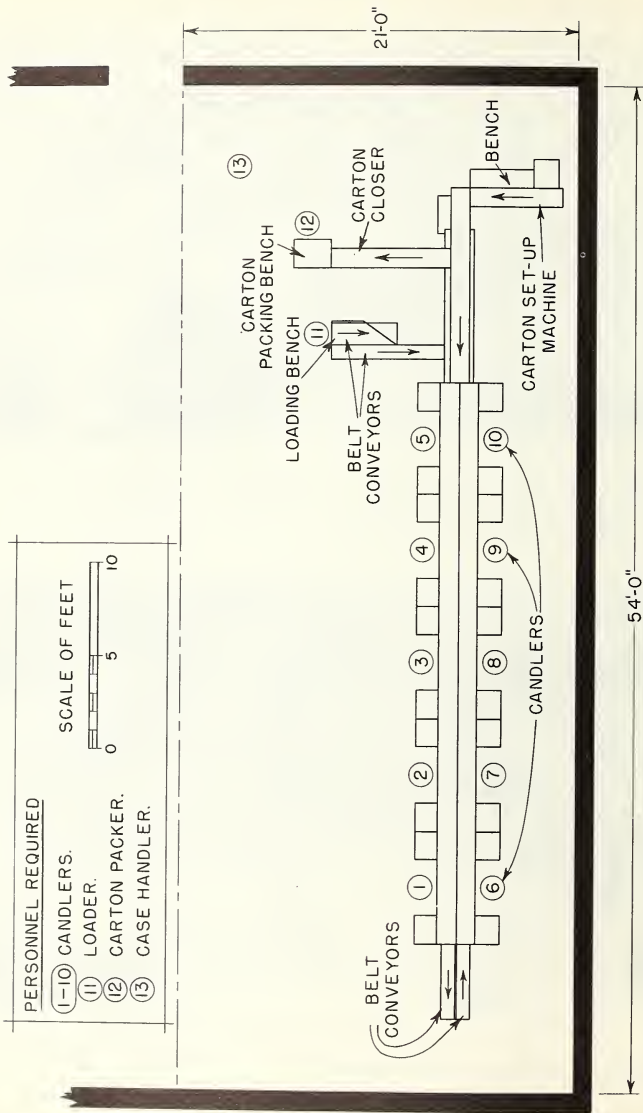 PERSONNEL REQUIRED
1-10 CANDLERS.
11 LOADER.
12 CARTON PACKER.
13 CASE HANDLER.
SCALE OF FEET
0 5 10
21'-0"
13
CARTON
PACKING BENCH
12
CARTON
CLOSER
LOADING BENCH
11
BELT
CONVEYORS
BENCH
CARTON SET-UP
MACHINE
1 2 3 4 5
6 7 8 9 10
BELT
CONVEYORS
CANDLERS
54'-0"